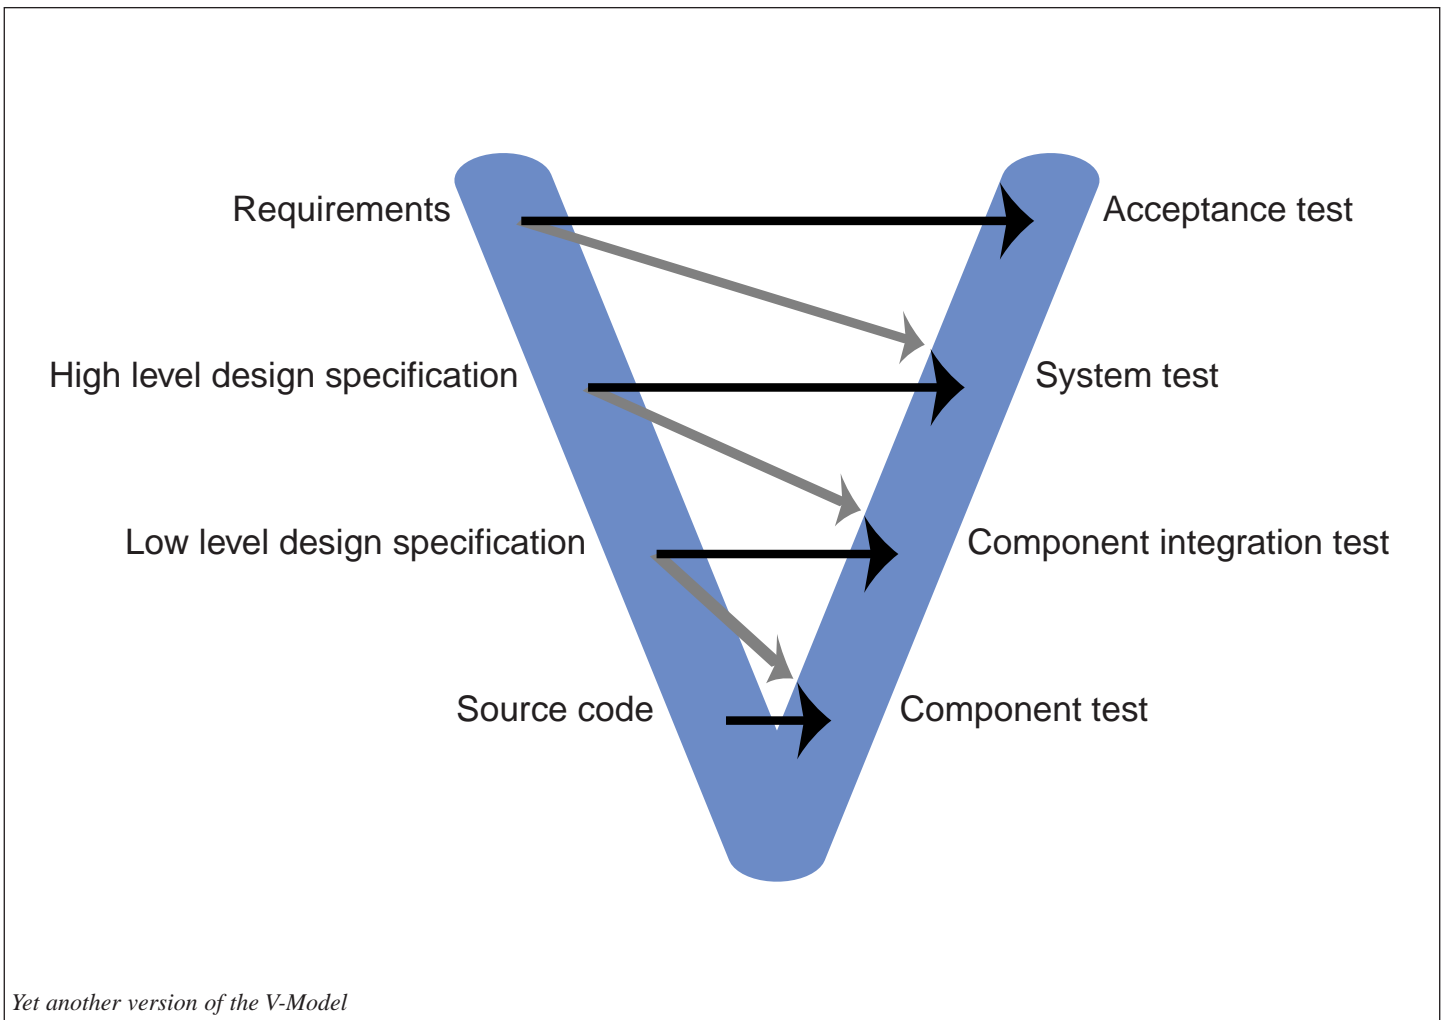 Requirements
Acceptance test
High level design specification
System test
Low level design specification
Component integration test
Source code
Component test
Yet another version of the V-Model